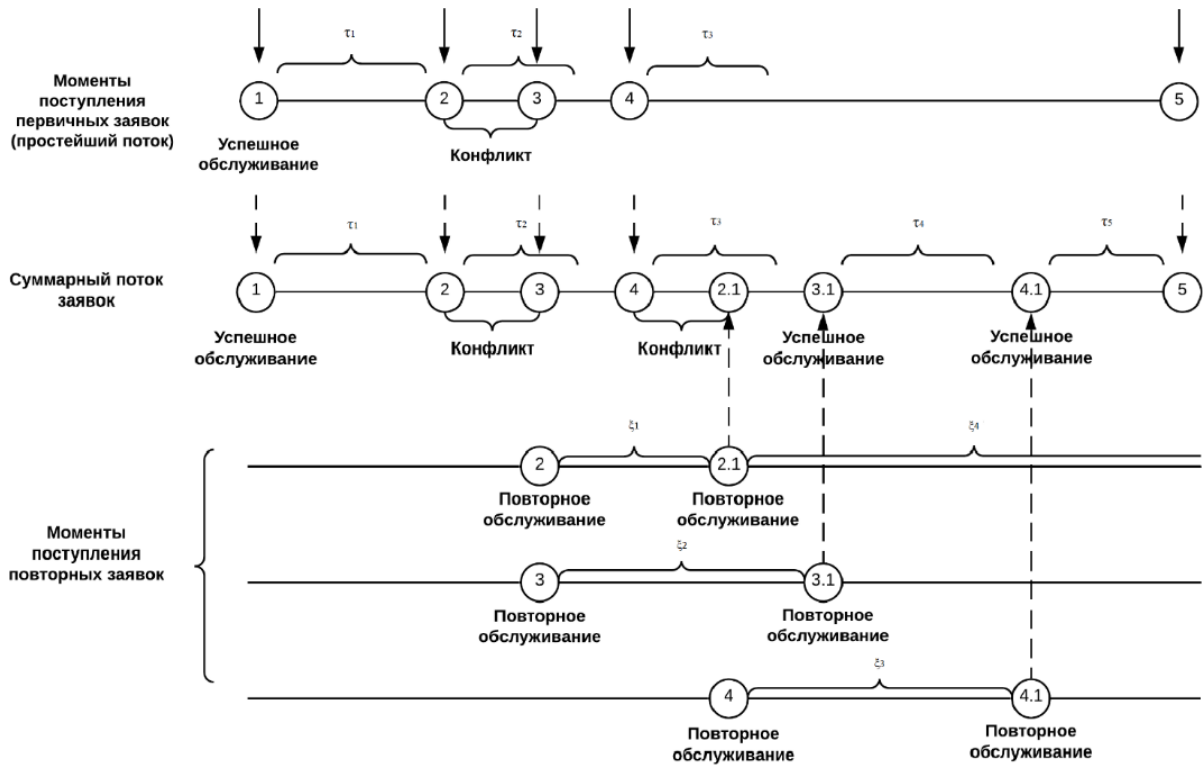 τ1
τ2
τ3
Моменты
поступления
первичных заявок
(простейший поток)
1
2
3
4
5
Успешное
обслуживание
Конфликт
τ1
τ2
τ3
τ4
τ5
Суммарный поток
заявок
1
2
3
4
2.1
3.1
4.1
5
Успешное
обслуживание
Конфликт
Конфликт
Успешное
обслуживание
Успешное
обслуживание
ξ1
ξ4
2
2.1
Повторное
обслуживание
Повторное
обслуживание
Моменты
поступления
повторных заявок
ξ2
3
3.1
Повторное
обслуживание
Повторное
обслуживание
ξ3
4
4.1
Повторное
обслуживание
Повторное
обслуживание